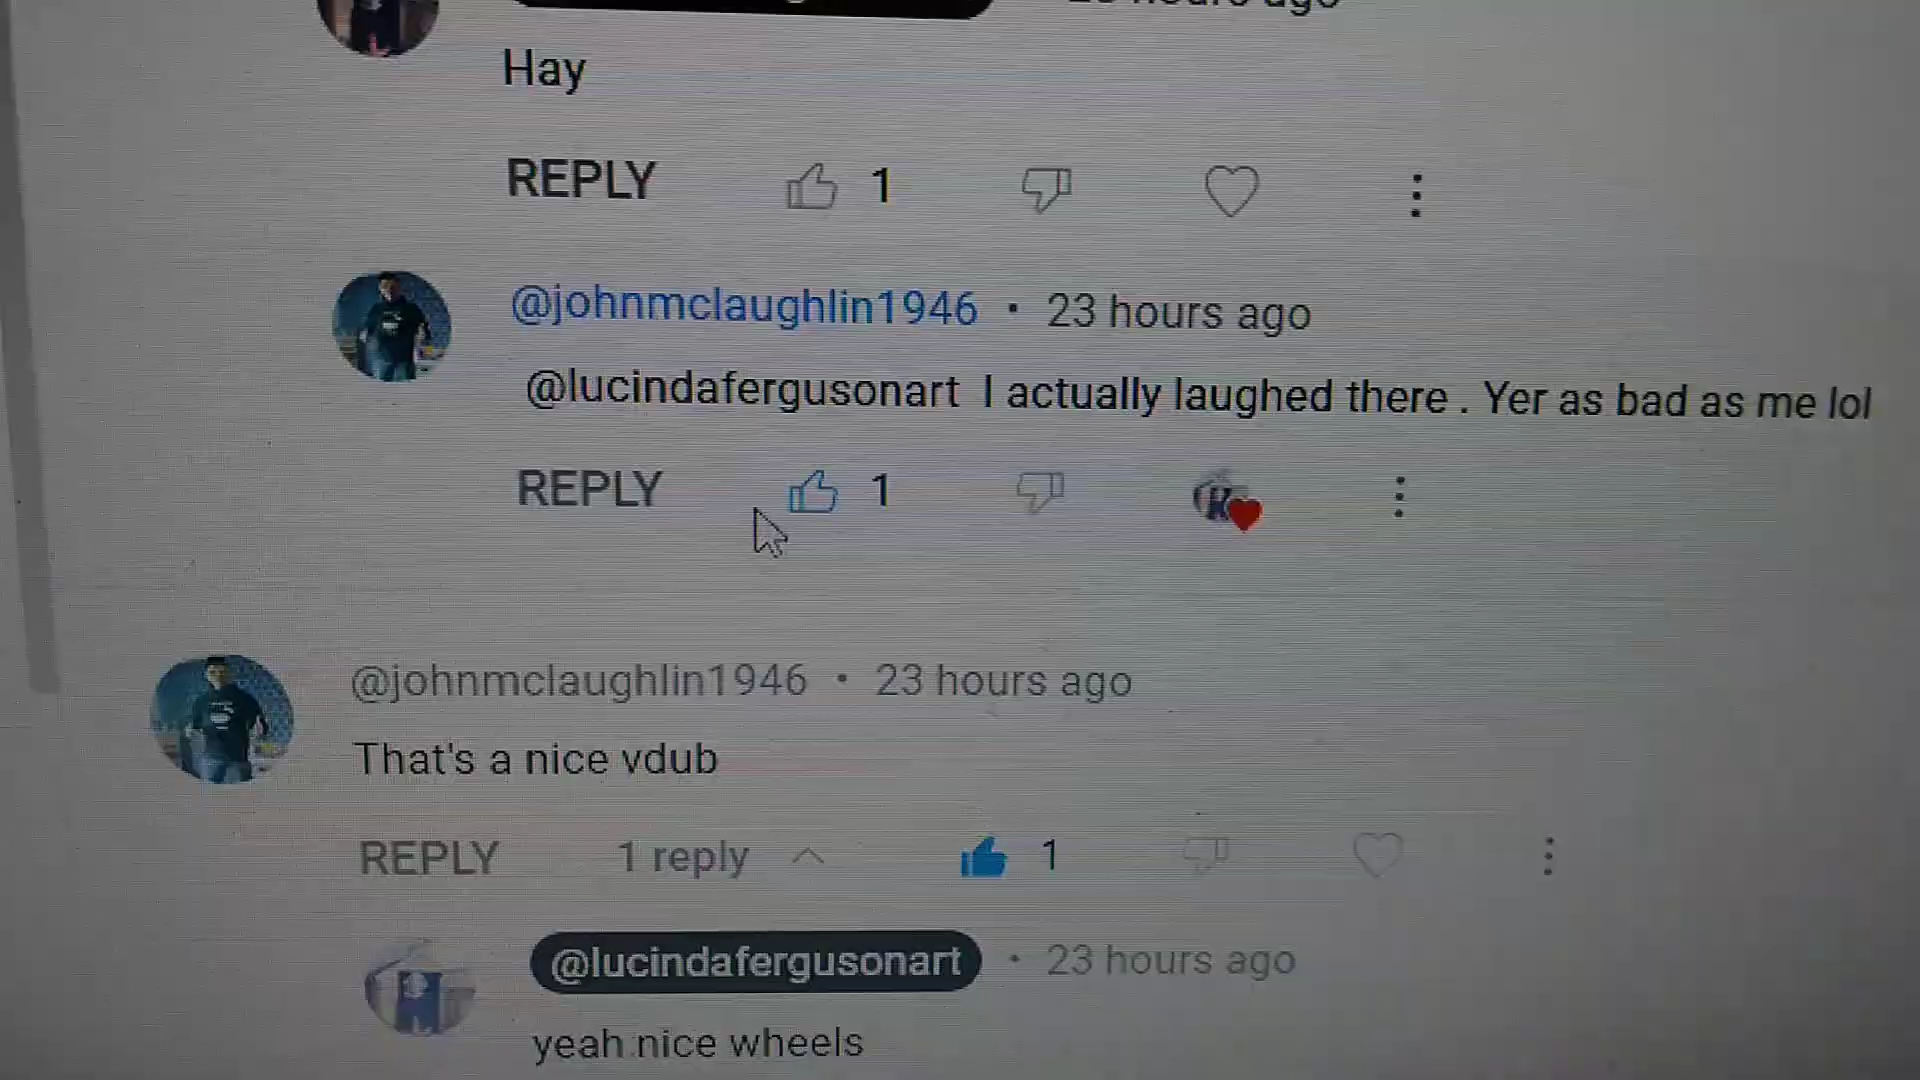 Hay
REPLY 1
@johnmclaughlin1946 · 23 hours ago
@lucindafergusonart I actually laughed there . Yer as bad as me lol
REPLY 1
@johnmclaughlin1946 · 23 hours ago
That's a nice vdub
REPLY 1 reply 1
@lucindafergusonart · 23 hours ago
yeah nice wheels